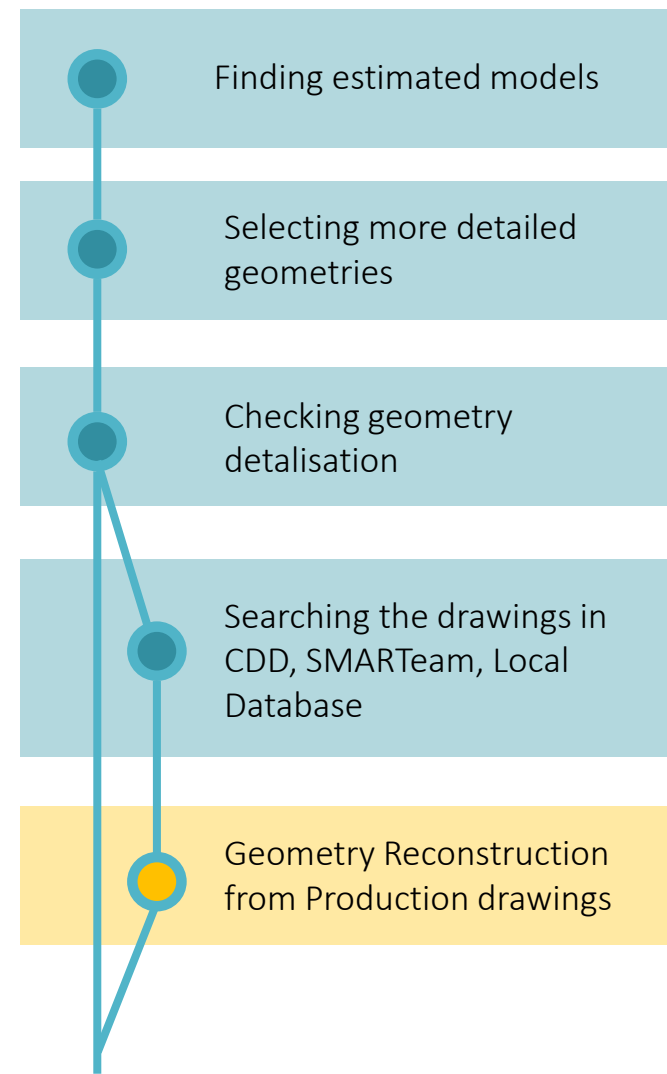 Finding estimated models
Selecting more detailed
geometries
Checking geometry
detalisation
Searching the drawings in
CDD, SMARTeam, Local
Database
Geometry Reconstruction
from Production drawings